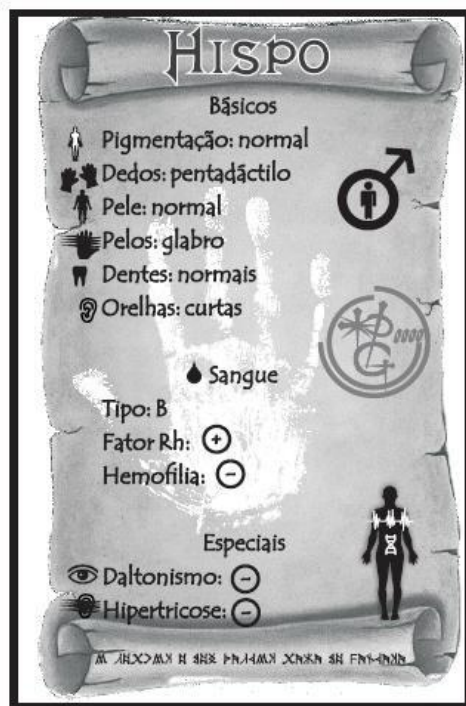 Hispo
Básicos
Pigmentação: normal
Dedos: pentadáctilo
Pele: normal
Pelos: glabro
Dentes: normais
Orelhas: curtas
Sangue
Tipo: B
Fator Rh: +
Hemofilia: −
Especiais
Daltonismo: −
Hipertricose: −